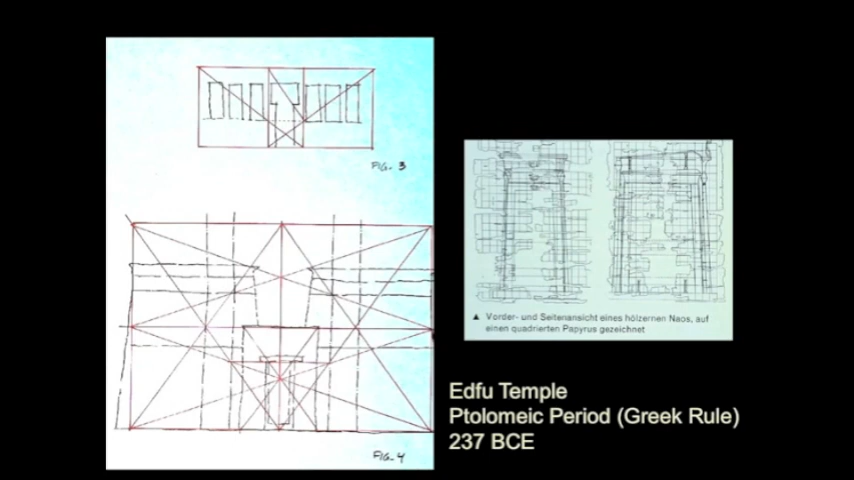 FIG. 3
▲ Vorder- und Seitenansicht eines hölzernen Naos, auf
einen quadrierten Papyrus gezeichnet
Edfu Temple
Ptolomeic Period (Greek Rule)
237 BCE
FIG. 4